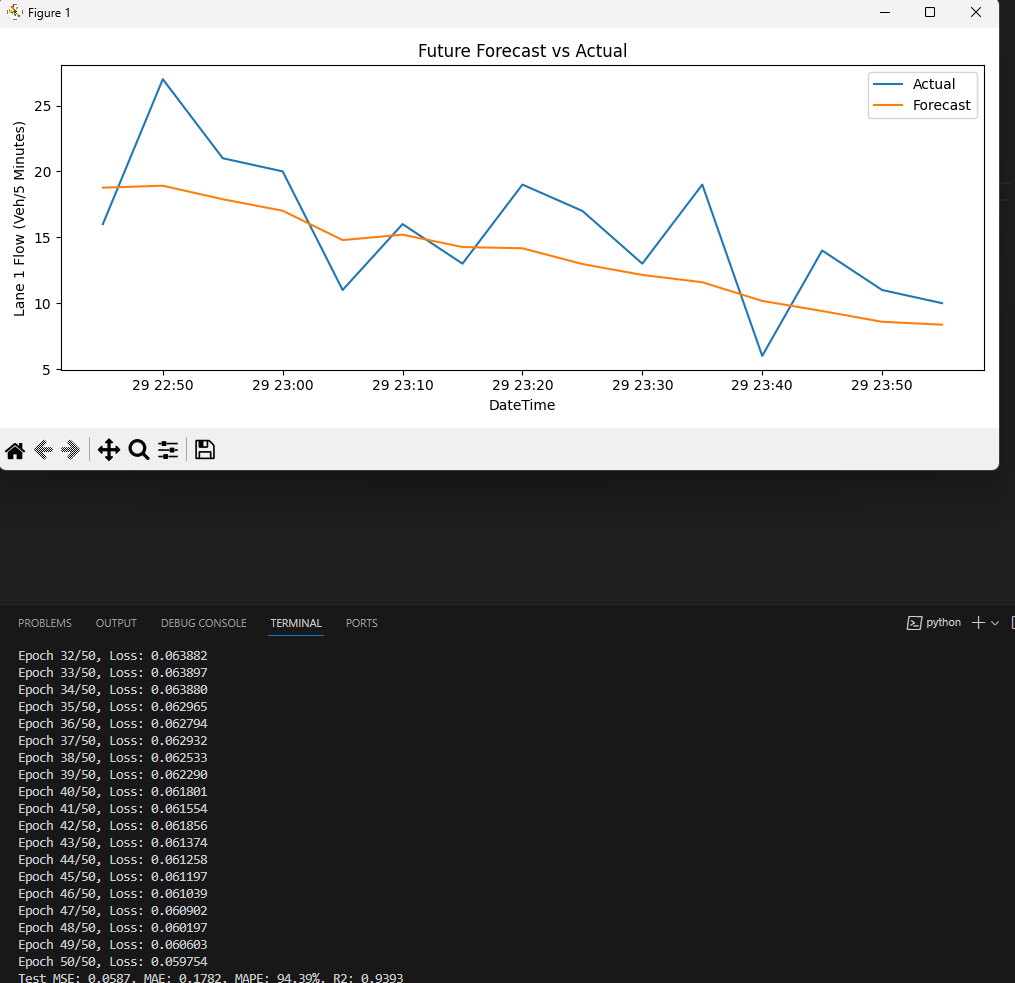 Figure 1
Future Forecast vs Actual
Actual
Forecast
Lane 1 Flow (Veh/5 Minutes)
25
20
15
10
5
29 22:50 29 23:00 29 23:10 29 23:20 29 23:30 29 23:40 29 23:50
DateTime
PROBLEMS OUTPUT DEBUG CONSOLE TERMINAL PORTS python
Epoch 32/50, Loss: 0.063882
Epoch 33/50, Loss: 0.063897
Epoch 34/50, Loss: 0.063880
Epoch 35/50, Loss: 0.062965
Epoch 36/50, Loss: 0.062794
Epoch 37/50, Loss: 0.062932
Epoch 38/50, Loss: 0.062533
Epoch 39/50, Loss: 0.062290
Epoch 40/50, Loss: 0.061801
Epoch 41/50, Loss: 0.061554
Epoch 42/50, Loss: 0.061856
Epoch 43/50, Loss: 0.061374
Epoch 44/50, Loss: 0.061258
Epoch 45/50, Loss: 0.061197
Epoch 46/50, Loss: 0.061039
Epoch 47/50, Loss: 0.060902
Epoch 48/50, Loss: 0.060197
Epoch 49/50, Loss: 0.060603
Epoch 50/50, Loss: 0.059754
Test MSE: 0.0587, MAE: 0.1782, MAPE: 94.39%, R2: 0.9393